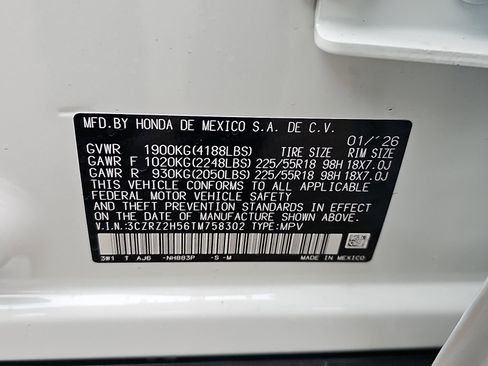 MFD.BY HONDA DE MEXICO S.A. DE C.V.
01/'26
GVWR 1900KG(4188LBS) TIRE SIZE RIM SIZE
GAWR F 1020KG(2248LBS) 225/55R18 98H 18X7.0J
GAWR R 930KG(2050LBS) 225/55R18 98H 18X7.0J
THIS VEHICLE CONFORMS TO ALL APPLICABLE
FEDERAL MOTOR VEHICLE
SAFETY STANDARDS IN EFFECT
ON THE DATE OF MANUFACTURE SHOWN ABOVE.
V.I.N.:3CZRZ2H56TM758302 TYPE:MPV
3W1 T AJ6 -NH883P -S -M
MADE IN MEXICO